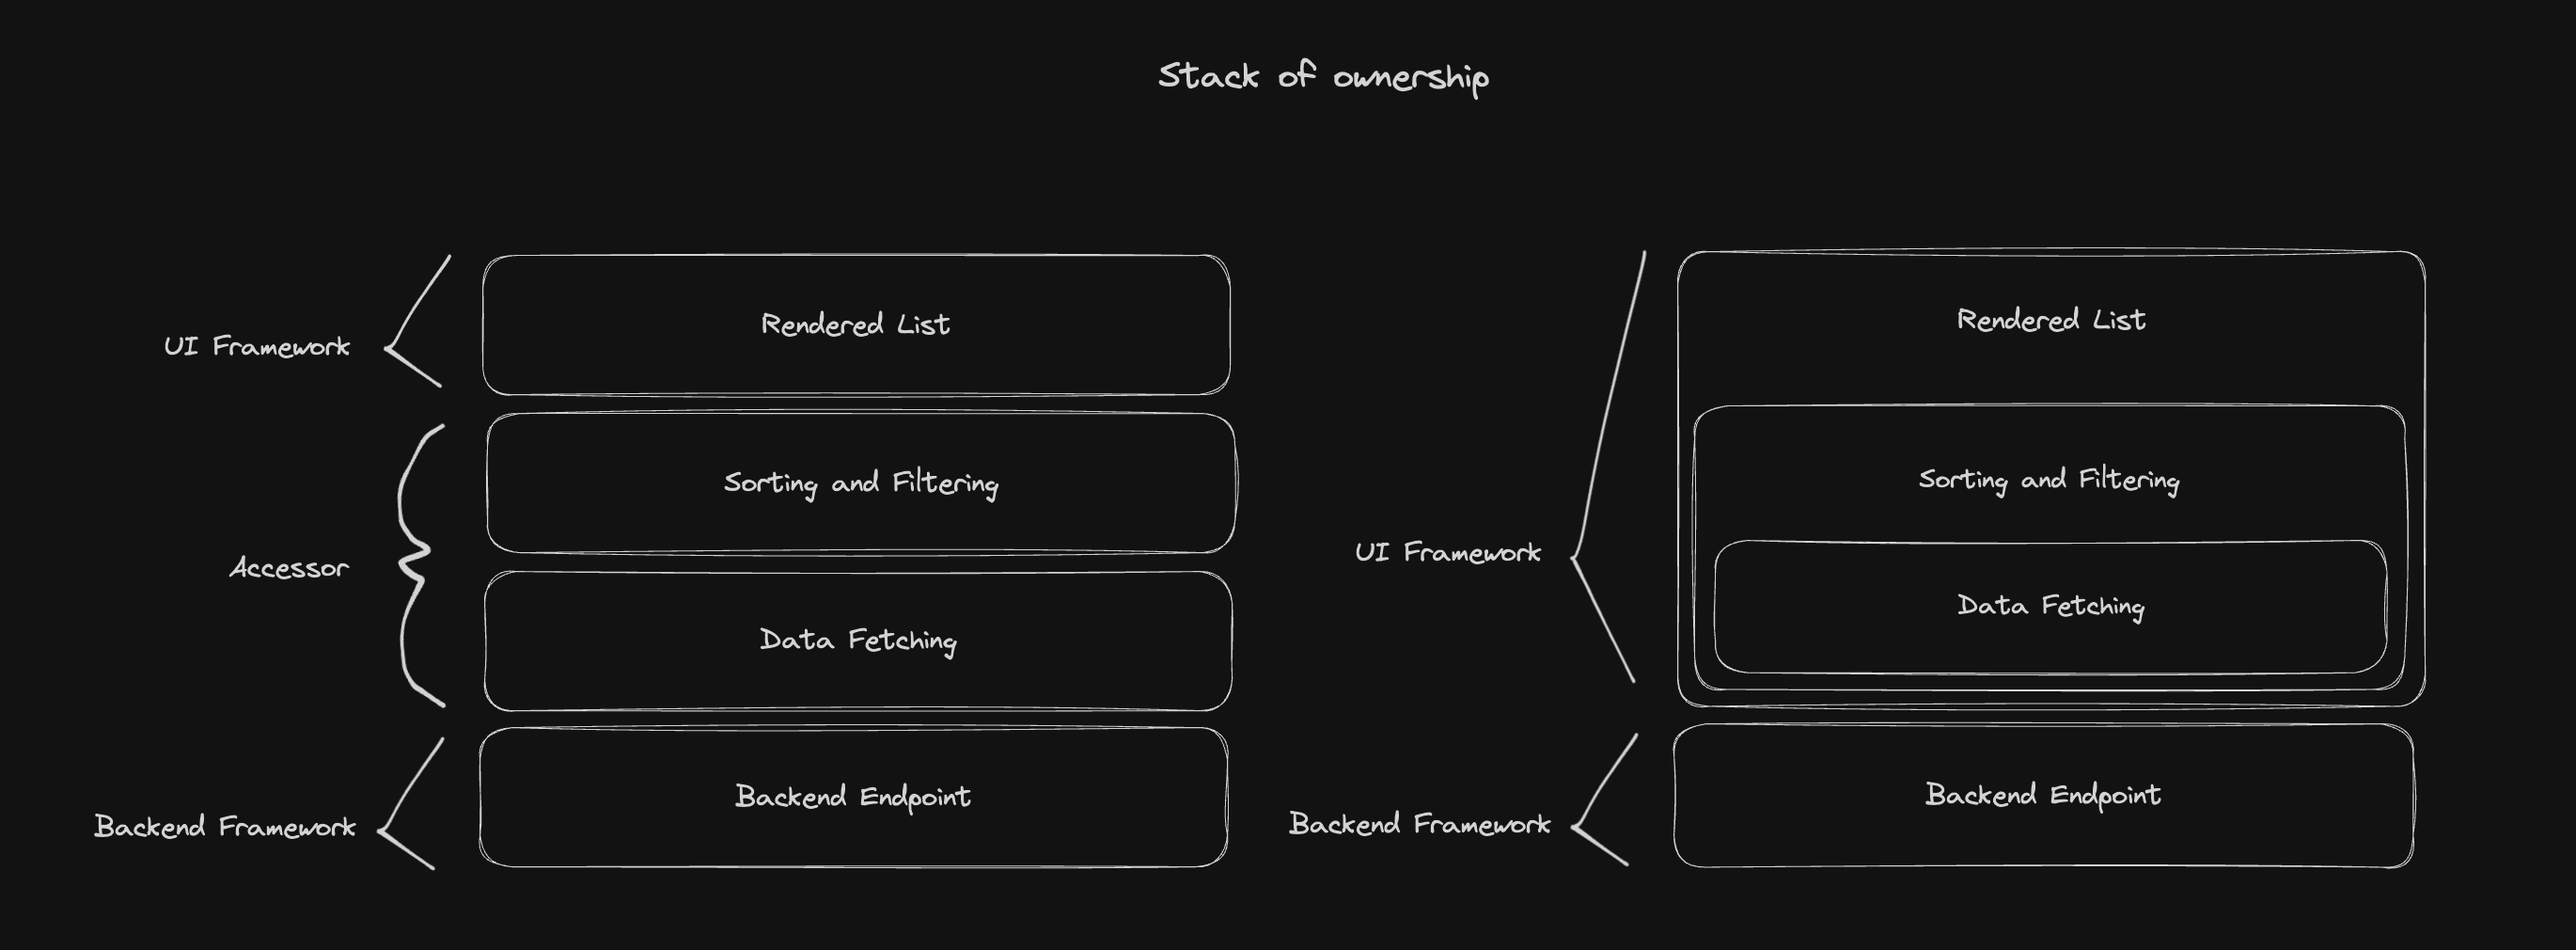 Stack of ownership
UI Framework
Rendered List
Accessor
Sorting and Filtering
Data Fetching
Backend Framework
Backend Endpoint
UI Framework
Rendered List
Sorting and Filtering
Data Fetching
Backend Framework
Backend Endpoint